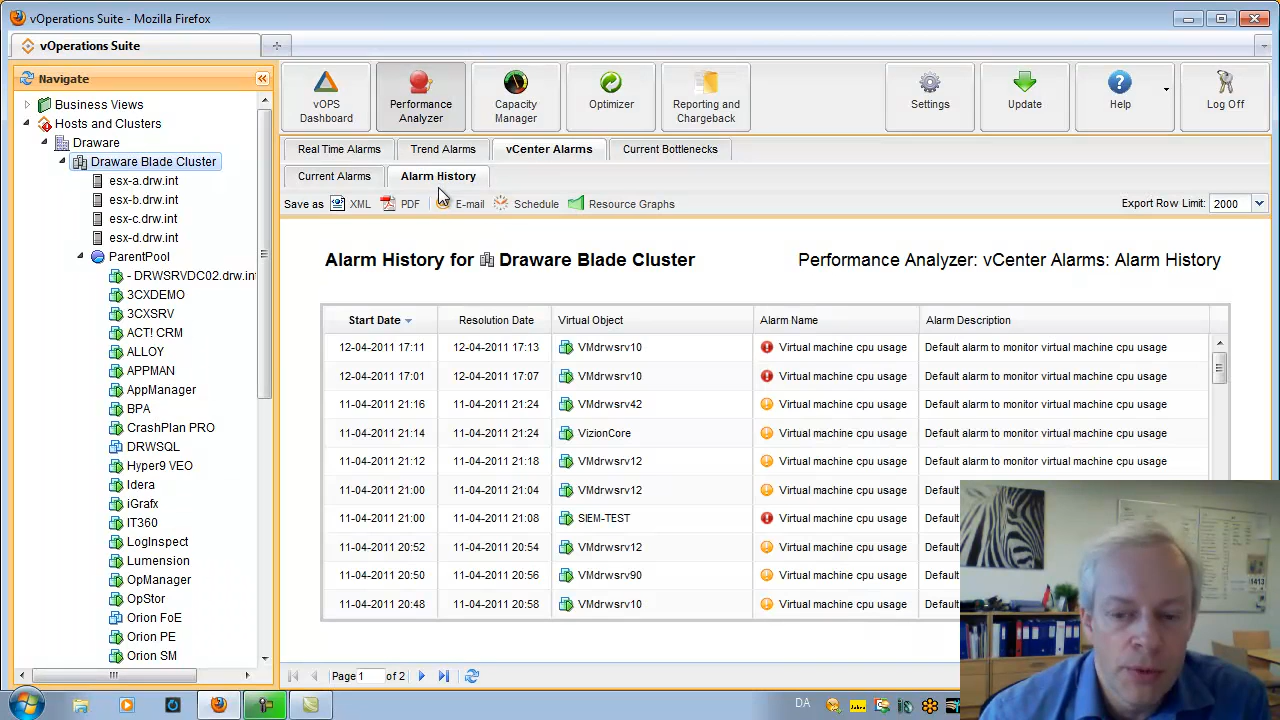 vOperations Suite - Mozilla Firefox
vOperations Suite
Navigate
Business Views
Hosts and Clusters
Draware
Draware Blade Cluster
esx-a.drw.int
esx-b.drw.int
esx-c.drw.int
esx-d.drw.int
ParentPool
- DRWSRVDC02.drw.int
3CXDEMO
3CXSRV
ACT! CRM
ALLOY
APPMAN
AppManager
BPA
CrashPlan PRO
DRWSQL
Hyper9 VEO
Idera
iGrafx
IT360
LogInspect
Lumension
OpManager
OpStor
Orion FoE
Orion PE
Orion SM
vOPS Dashboard
Performance Analyzer
Capacity Manager
Optimizer
Reporting and Chargeback
Settings
Update
Help
Log Off
Real Time Alarms Trend Alarms vCenter Alarms Current Bottlenecks
Current Alarms Alarm History
Save as XML PDF E-mail Schedule Resource Graphs Export Row Limit: 2000
Alarm History for Draware Blade Cluster Performance Analyzer: vCenter Alarms: Alarm History
Start Date Resolution Date Virtual Object Alarm Name Alarm Description
12-04-2011 17:11 12-04-2011 17:13 VMdrwsrv10 Virtual machine cpu usage Default alarm to monitor virtual machine cpu usage
12-04-2011 17:01 12-04-2011 17:07 VMdrwsrv10 Virtual machine cpu usage Default alarm to monitor virtual machine cpu usage
11-04-2011 21:16 11-04-2011 21:24 VMdrwsrv42 Virtual machine cpu usage Default alarm to monitor virtual machine cpu usage
11-04-2011 21:14 11-04-2011 21:24 VizionCore Virtual machine cpu usage Default alarm to monitor virtual machine cpu usage
11-04-2011 21:12 11-04-2011 21:18 VMdrwsrv12 Virtual machine cpu usage Default alarm to monitor virtual machine cpu usage
11-04-2011 21:00 11-04-2011 21:04 VMdrwsrv12 Virtual machine cpu usage Default
11-04-2011 21:00 11-04-2011 21:08 SIEM-TEST Virtual machine cpu usage Default
11-04-2011 20:52 11-04-2011 20:54 VMdrwsrv12 Virtual machine cpu usage Default
11-04-2011 20:50 11-04-2011 20:56 VMdrwsrv90 Virtual machine cpu usage Default
11-04-2011 20:48 11-04-2011 20:58 VMdrwsrv10 Virtual machine cpu usage Default
Page 1 of 2
DA
1413